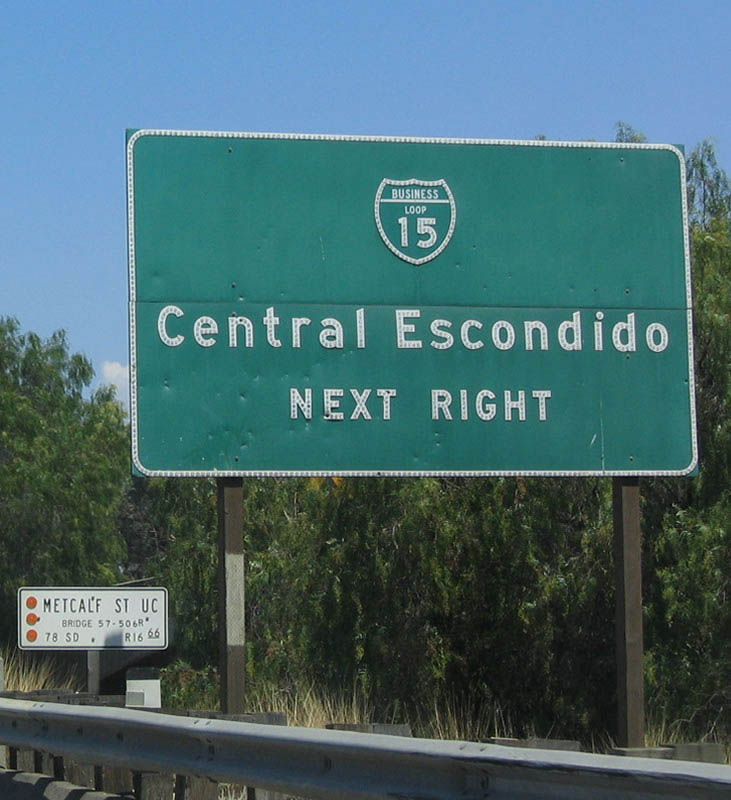 BUSINESS
LOOP
15
Central Escondido
NEXT RIGHT
METCALF ST UC
BRIDGE 57-506R
78 SD R16 66